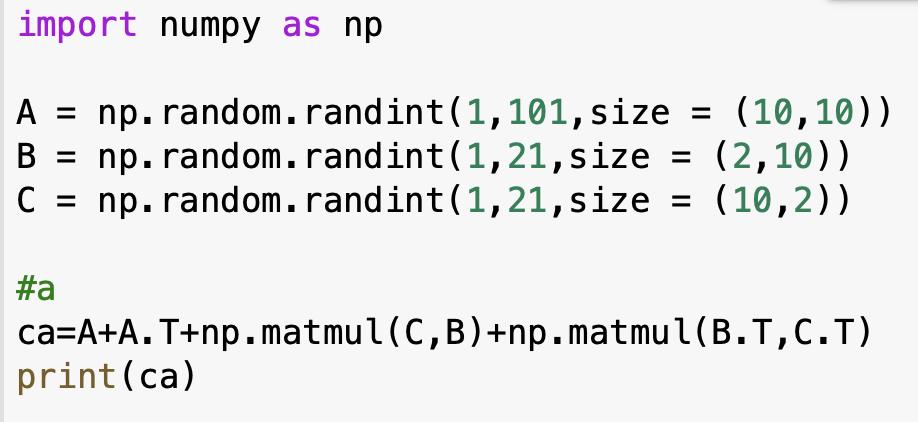 import numpy as np
A = np.random.randint(1,101,size = (10,10))
B = np.random.randint(1,21,size = (2,10))
C = np.random.randint(1,21,size = (10,2))
#a
ca=A+A.T+np.matmul(C,B)+np.matmul(B.T,C.T)
print(ca)